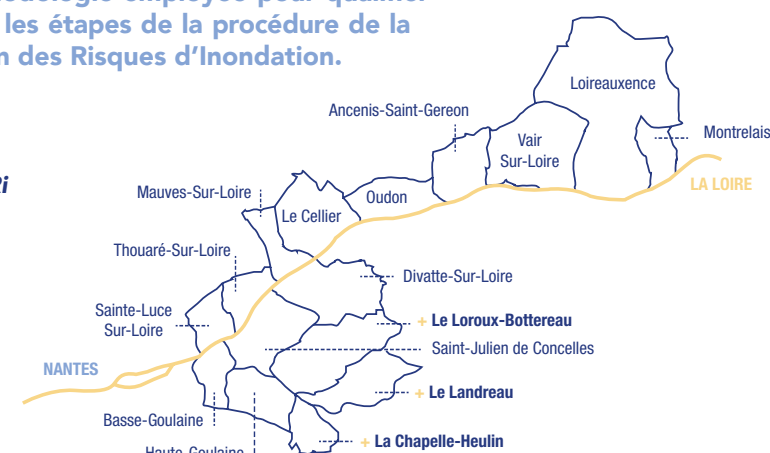 les étapes de la procédure de la
des Risques d'Inondation.
Loireauxence
Ancenis-Saint-Gereon
Vair
Sur-Loire
Montrelais
LA LOIRE
Mauves-Sur-Loire
Oudon
Le Cellier
Thouaré-Sur-Loire
Divatte-Sur-Loire
Sainte-Luce
Sur-Loire
+ Le Loroux-Bottereau
Saint-Julien de Concelles
NANTES
+ Le Landreau
Basse-Goulaine
+ La Chapelle-Heulin
Haute-Goulaine